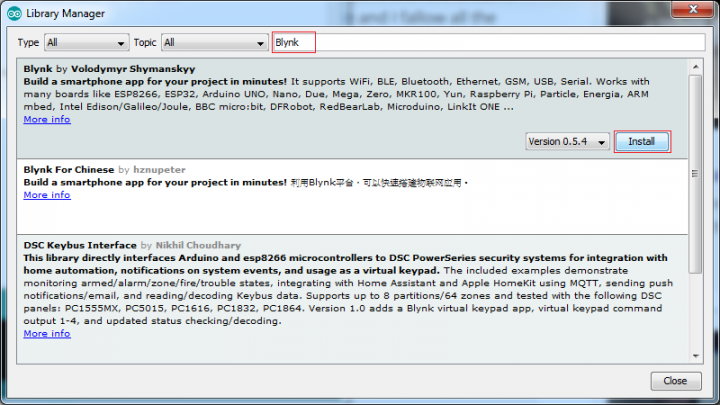 and I fallow all the
Library Manager
Type All Topic All Blynk
Blynk by Volodymyr Shymanskyy
Build a smartphone app for your project in minutes! It supports WiFi, BLE, Bluetooth, Ethernet, GSM, USB, Serial. Works with
many boards like ESP8266, ESP32, Arduino UNO, Nano, Due, Mega, Zero, MKR100, Yun, Raspberry Pi, Particle, Energia, ARM
mbed, Intel Edison/Galileo/Joule, BBC micro:bit, DFRobot, RedBearLab, Microduino, LinkIt ONE ...
More info
Version 0.5.4 Install
Blynk For Chinese by hznupeter
Build a smartphone app for your project in minutes! 利用Blynk平台，可以快速搭建物联网应用。
More info
DSC Keybus Interface by Nikhil Choudhary
This library directly interfaces Arduino and esp8266 microcontrollers to DSC PowerSeries security systems for integration with
home automation, notifications on system events, and usage as a virtual keypad. The included examples demonstrate
monitoring armed/alarm/zone/fire/trouble states, integrating with Home Assistant and Apple HomeKit using MQTT, sending push
notifications/email, and reading/decoding Keybus data. Supports up to 8 partitions/64 zones and tested with the following DSC
panels: PC1555MX, PC5015, PC1616, PC1832, PC1864. Version 1.0 adds a Blynk virtual keypad app, virtual keypad command
output 1-4, and updated status checking/decoding.
More info
Close